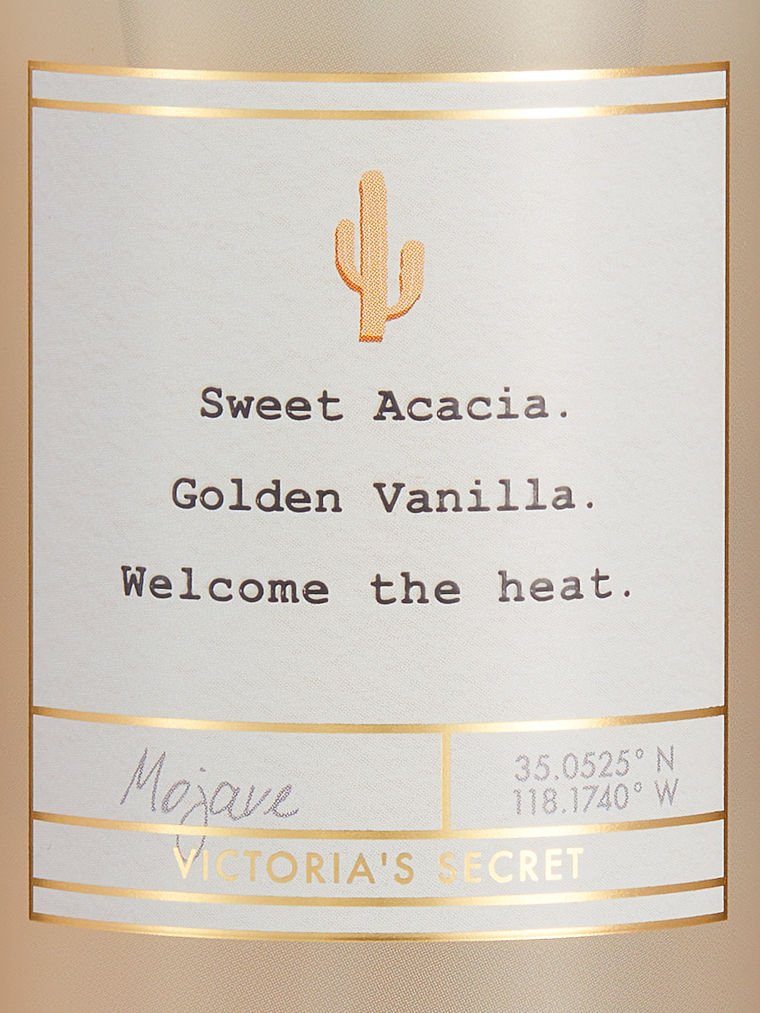 Sweet Acacia.
Golden Vanilla.
Welcome the heat.
Mojave
35.0525° N
118.1740° W
VICTORIA'S SECRET